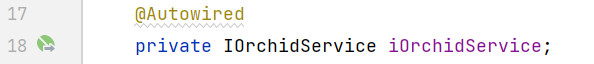 17 @Autowired
18 private IOrchidService iOrchidService;